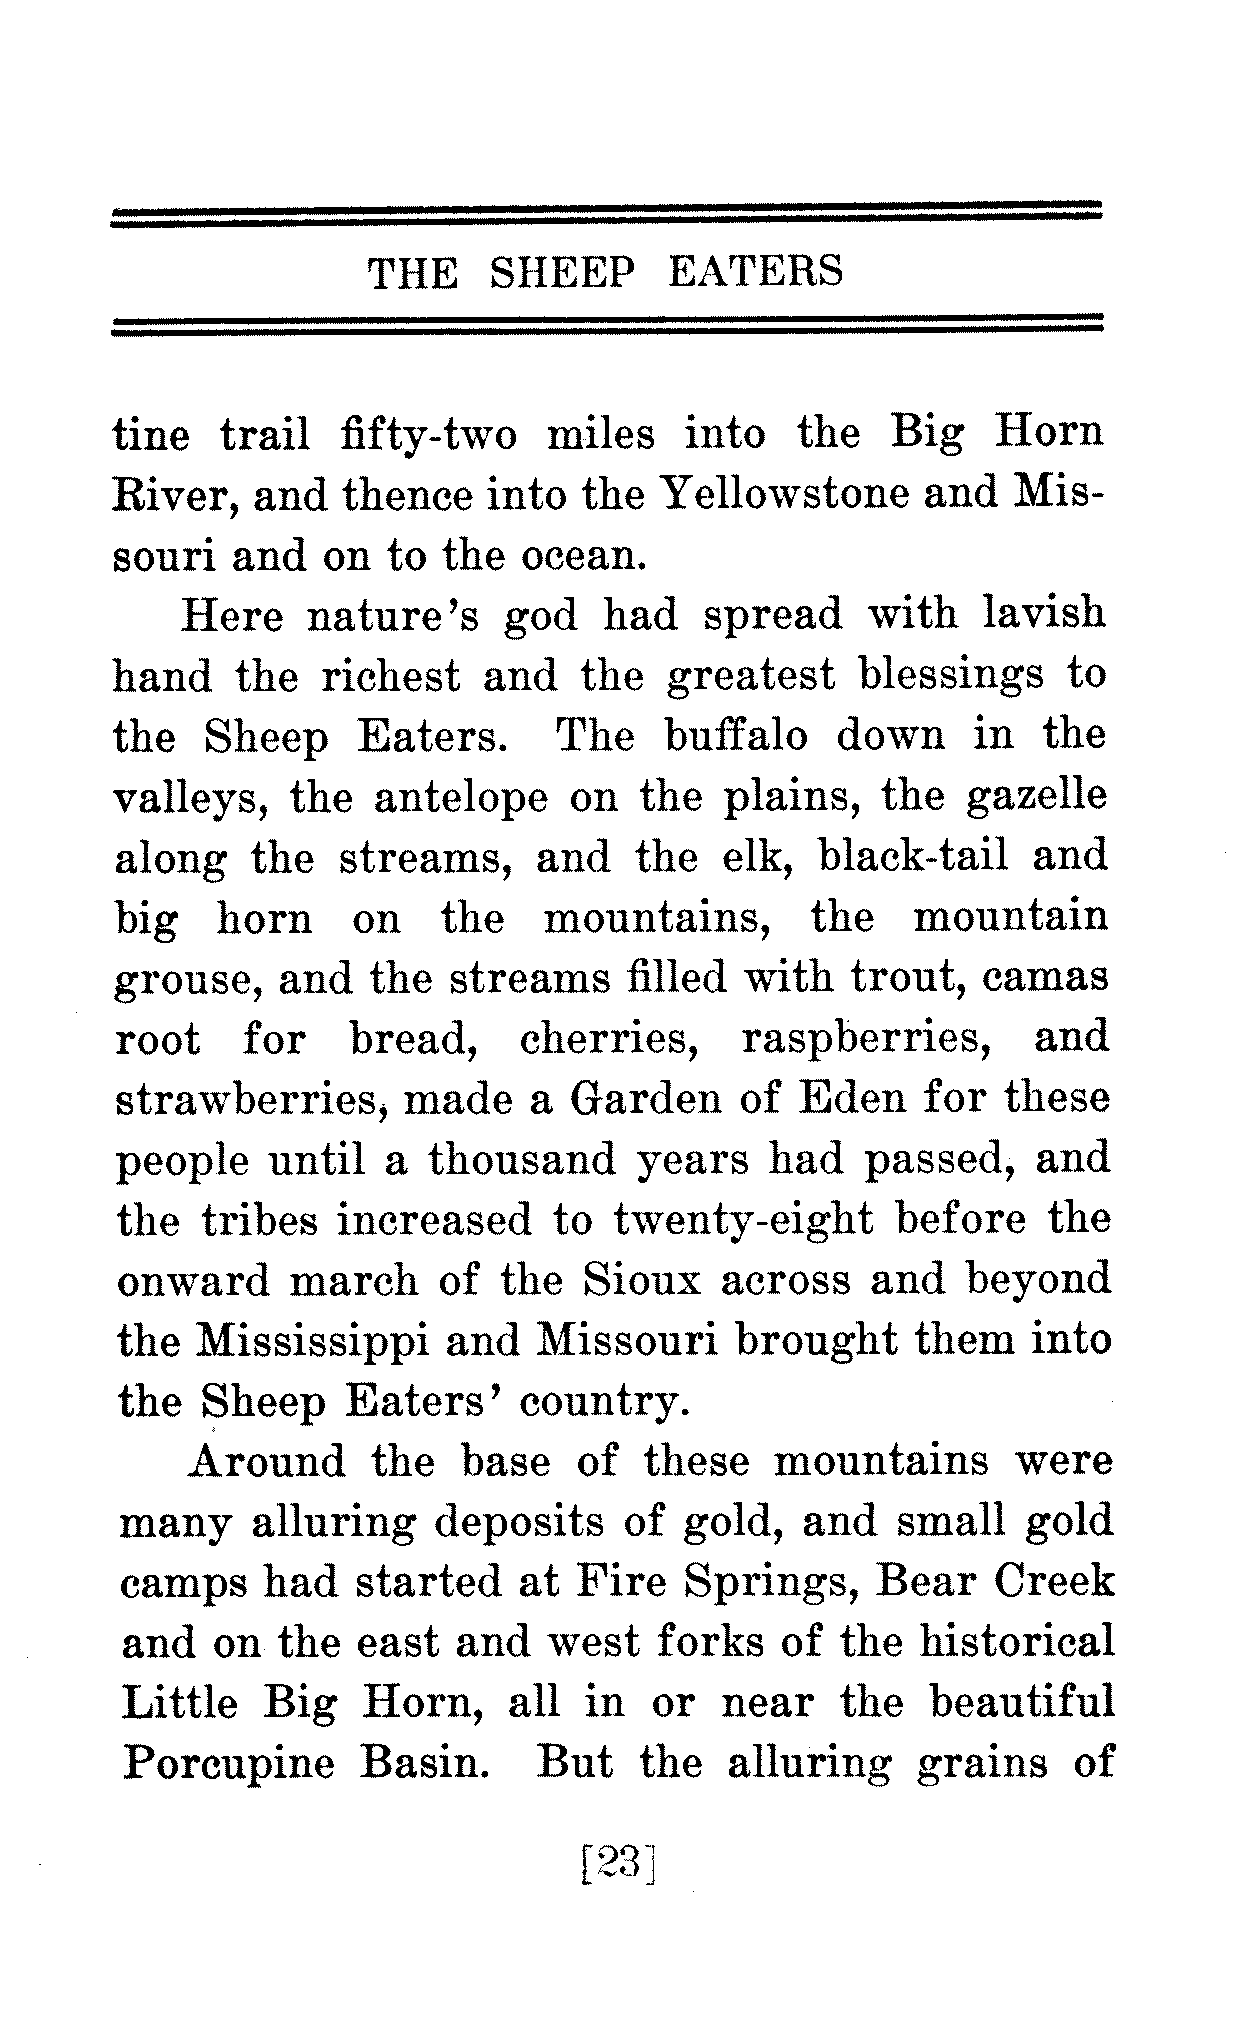 THE SHEEP EATERS
tine trail fifty-two miles into the Big Horn
River, and thence into the Yellowstone and Mis-
souri and on to the ocean.
Here nature's god had spread with lavish
hand the richest and the greatest blessings to
the Sheep Eaters. The buffalo down in the
valleys, the antelope on the plains, the gazelle
along the streams, and the elk, black-tail and
big horn on the mountains, the mountain
grouse, and the streams filled with trout, camas
root for bread, cherries, raspberries, and
strawberries, made a Garden of Eden for these
people until a thousand years had passed, and
the tribes increased to twenty-eight before the
onward march of the Sioux across and beyond
the Mississippi and Missouri brought them into
the Sheep Eaters' country.
Around the base of these mountains were
many alluring deposits of gold, and small gold
camps had started at Fire Springs, Bear Creek
and on the east and west forks of the historical
Little Big Horn, all in or near the beautiful
Porcupine Basin. But the alluring grains of
[23]